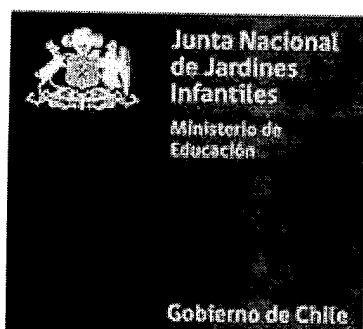 Junta Nacional
de Jardines
Infantiles
Ministerio de
Educación
Gobierno de Chile